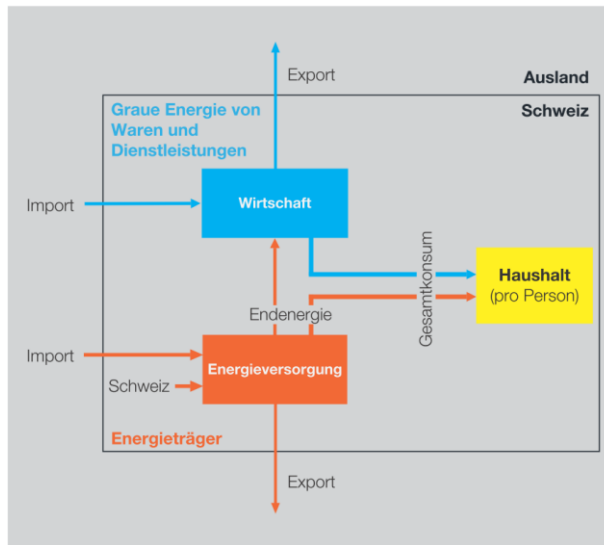 Export
Ausland
Schweiz
Graue Energie von
Waren und
Dienstleistungen
Import
Wirtschaft
Gesamtkonsum
Haushalt
(pro Person)
Endenergie
Import
Energieversorgung
Schweiz
Energieträger
Export